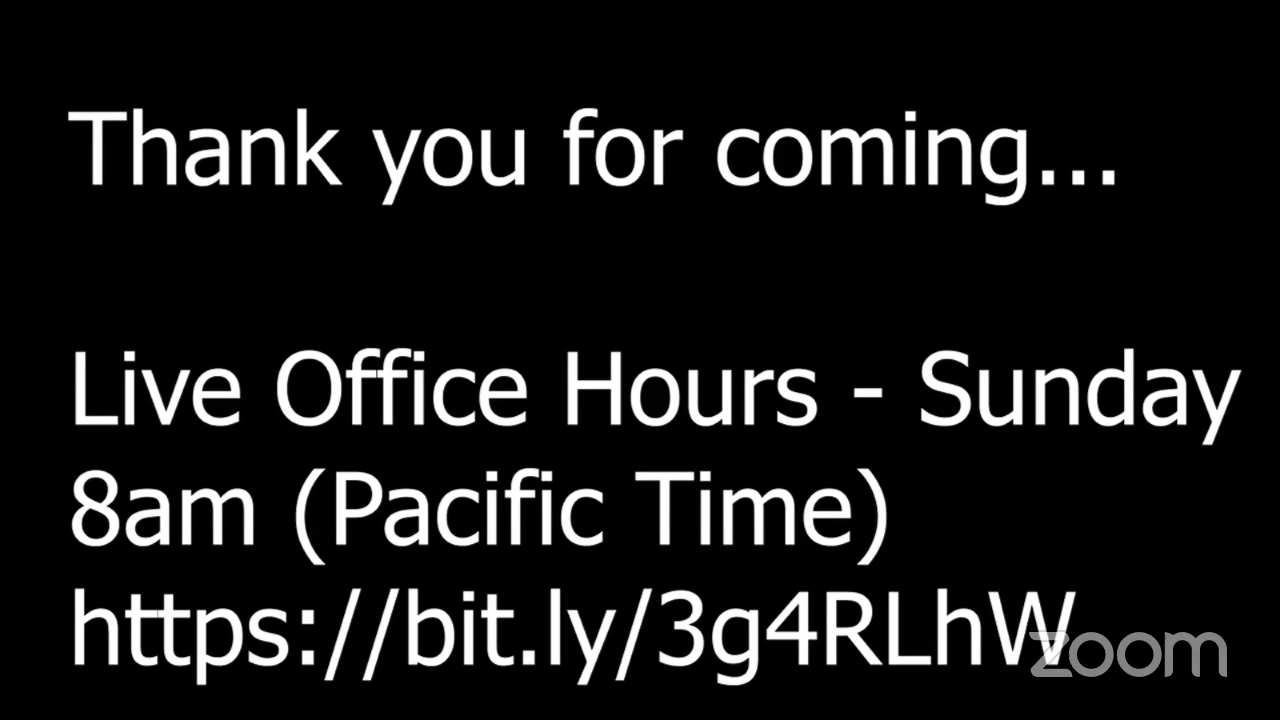 Thank you for coming...
Live Office Hours - Sunday
8am (Pacific Time)
https://bit.ly/3g4RLhW
zoom